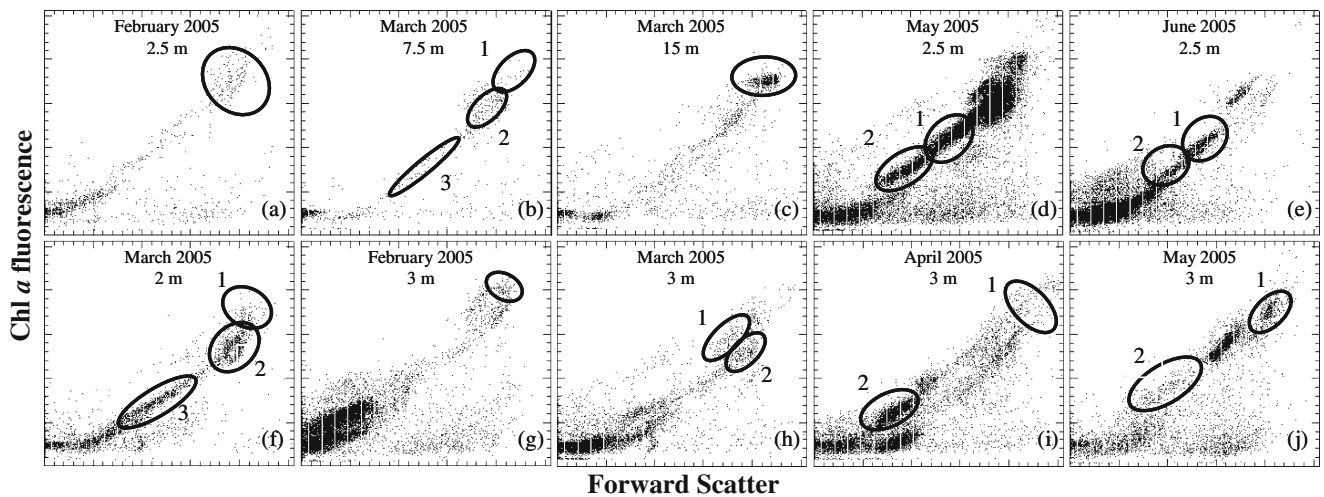 February 2005
2.5 m
(a)
March 2005
7.5 m
1
2
3
(b)
March 2005
15 m
(c)
May 2005
2.5 m
1
2
(d)
June 2005
2.5 m
1
2
(e)
March 2005
2 m
1
2
3
(f)
February 2005
3 m
(g)
March 2005
3 m
1
2
(h)
April 2005
3 m
1
2
(i)
May 2005
3 m
1
2
(j)
Chl a fluorescence
Forward Scatter